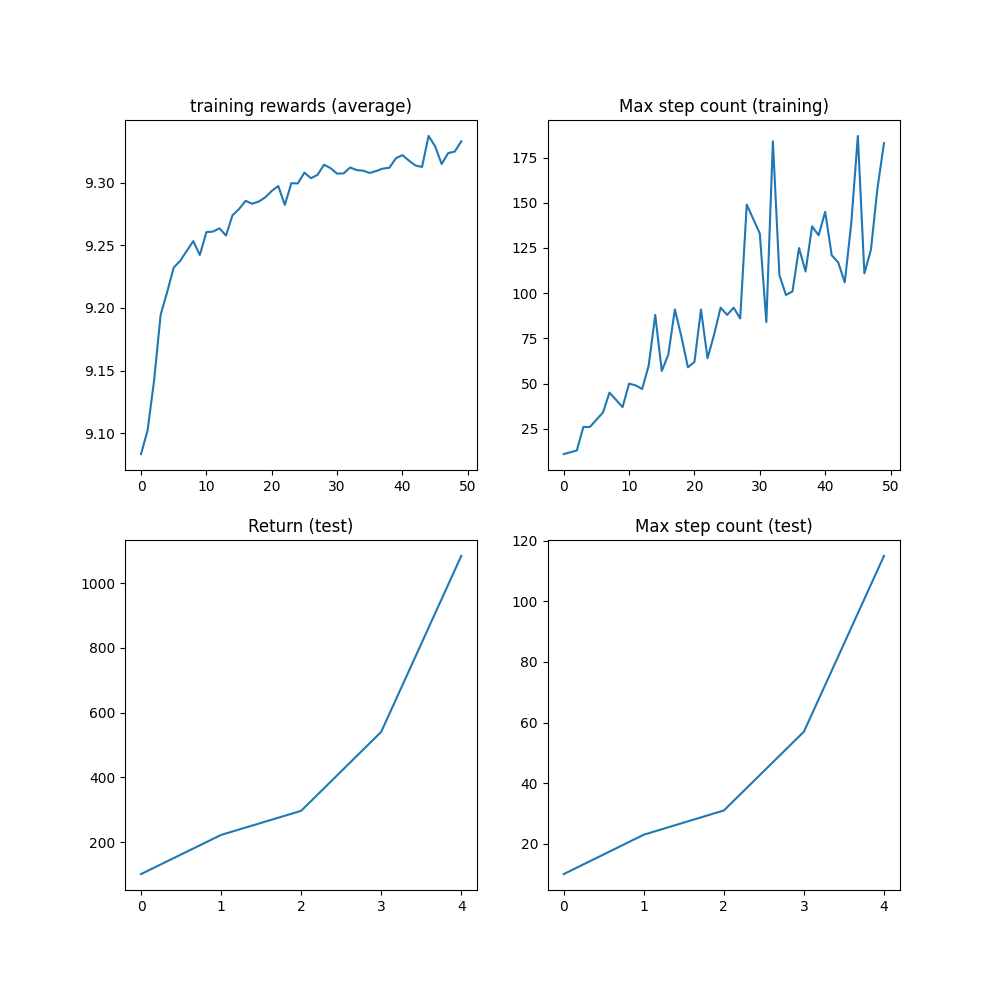 training rewards (average)
9.30
9.25
9.20
9.15
9.10
0 10 20 30 40 50
Max step count (training)
175
150
125
100
75
50
25
0 10 20 30 40 50
Return (test)
1000
800
600
400
200
0 1 2 3 4
Max step count (test)
120
100
80
60
40
20
0 1 2 3 4